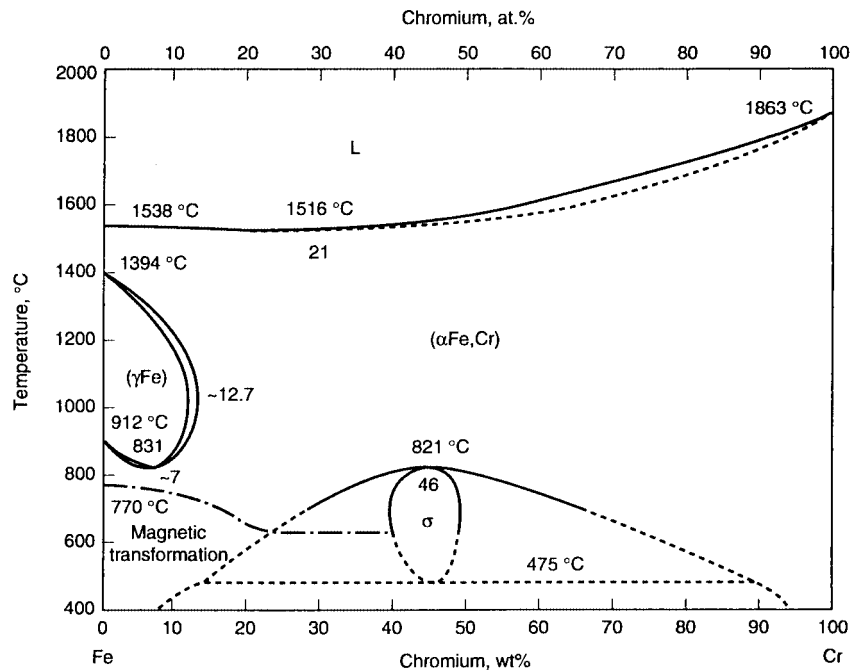 Chromium, at.%
0 10 20 30 40 50 60 70 80 90 100
2000
1863 °C
1800
L
1600
1538 °C 1516 °C
21
1400
1394 °C
Temperature, °C
1200
(αFe,Cr)
(γFe)
~12.7
1000
912 °C
831
821 °C
800
~7
46
770 °C
σ
Magnetic
transformation
600
475 °C
400
0 10 20 30 40 50 60 70 80 90 100
Fe Chromium, wt% Cr